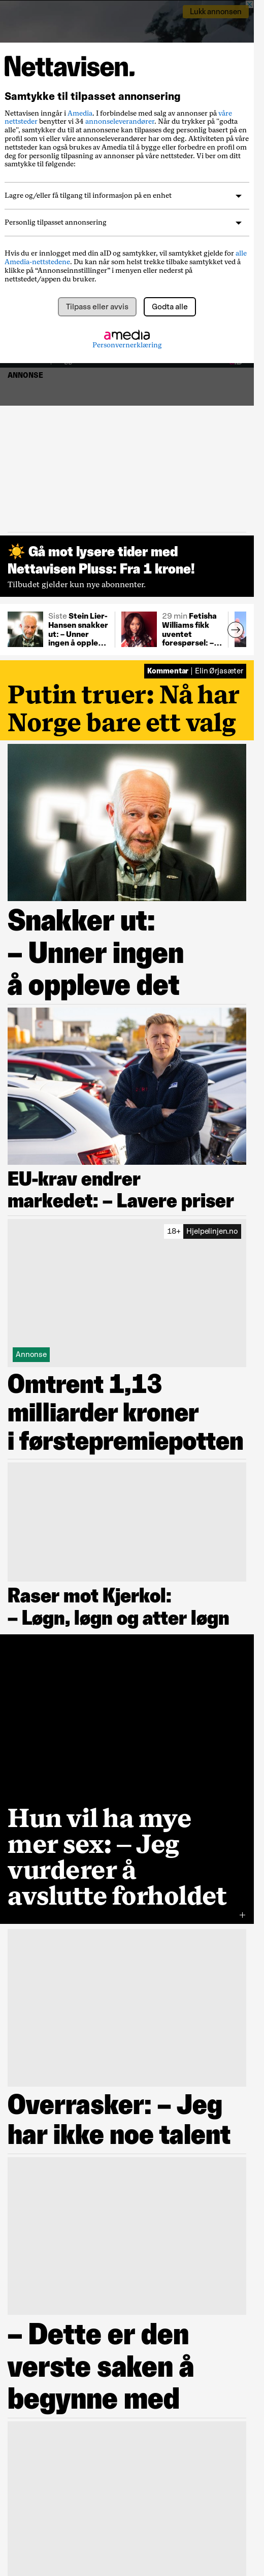 Lukk annonsen
Nettavisen.
Samtykke til tilpasset annonsering
Nettavisen inngår i Amedia. I forbindelse med salg av annonser på våre
nettsteder benytter vi 34 annonseleverandører. Når du trykker på "godta
alle", samtykker du til at annonsene kan tilpasses deg personlig basert på en
profil som vi eller våre annonseleverandører har om deg. Aktiviteten på våre
nettsteder kan også brukes av Amedia til å bygge eller forbedre en profil om
deg for personlig tilpasning av annonser på våre nettsteder. Vi ber om ditt
samtykke til følgende:
Lagre og/eller få tilgang til informasjon på en enhet
Personlig tilpasset annonsering
Hvis du er innlogget med din aID og samtykker, vil samtykket gjelde for alle
Amedia-nettstedene. Du kan når som helst trekke tilbake samtykket ved å
klikke på “Annonseinnstillinger” i menyen eller nederst på
nettstedet/appen du bruker.
Tilpass eller avvis
Godta alle
amedia
Personvernerklæring
ANNONSE
☀️ Gå mot lysere tider med
Nettavisen Pluss: Fra 1 krone!
Tilbudet gjelder kun nye abonnenter.
Siste Stein Lier-
Hansen snakker
ut: – Unner
ingen å opple...
29 min Fetisha
Williams fikk
uventet
forespørsel: –...
Kommentar | Elin Ørjasæter
Putin truer: Nå har
Norge bare ett valg
Snakker ut:
– Unner ingen
å oppleve det
EU-krav endrer
markedet: – Lavere priser
18+ Hjelpelinjen.no
Annonse
Omtrent 1,13
milliarder kroner
i førstepremiepotten
Raser mot Kjerkol:
– Løgn, løgn og atter løgn
Hun vil ha mye
mer sex: – Jeg
vurderer å
avslutte forholdet
+
Overrasker: – Jeg
har ikke noe talent
– Dette er den
verste saken å
begynne med